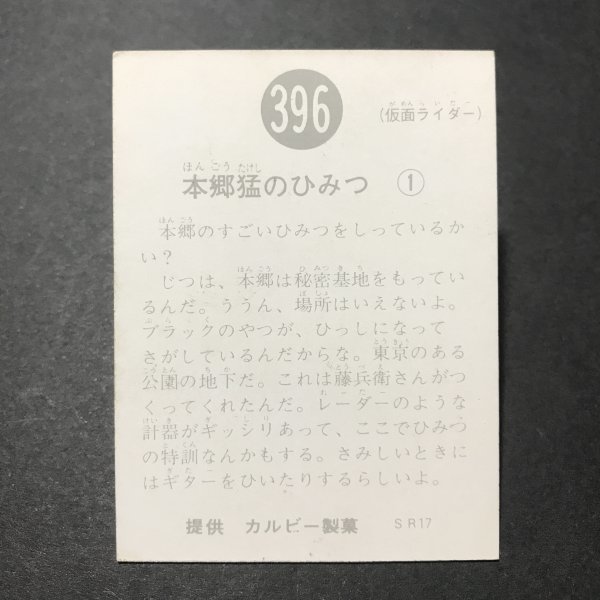 396
(仮面ライダー)
本郷猛のひみつ ①
本郷のすごいひみつをしっているか
い?
じつは、本郷は秘密基地をもってい
るんだ。ううん、場所はいえないよ。
ブラックのやつが、ひっしになって
さがしているんだからな。東京のある
公園の地下だ。これは藤兵衛さんがつ
くってくれたんだ。レーダーのような
計器がギッシリあって、ここでひみつ
の特訓なんかもする。さみしいときに
はギターをひいたりするらしいよ。
提供 カルビー製菓 SR17